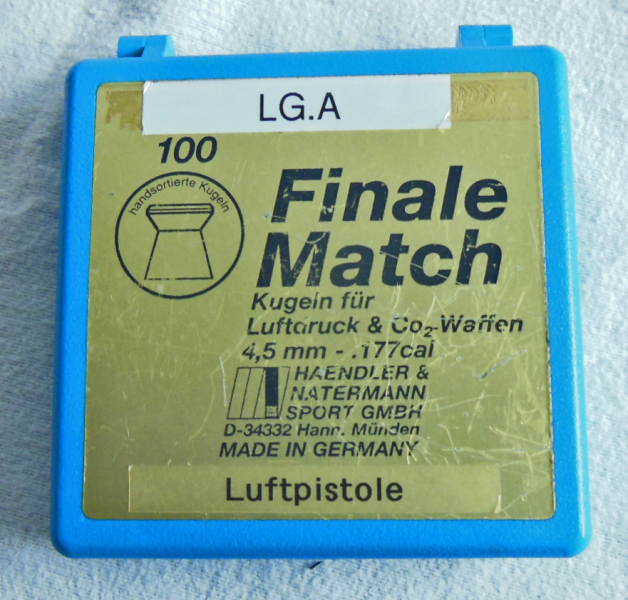 LG.A
100
handsortierte Kugeln
Finale
Match
Kugeln für
Luftdruck & Co₂-Waffen
4,5 mm - .177cal
HAENDLER &
NATERMANN
SPORT GMBH
D-34332 Hann. Münden
MADE IN GERMANY
Luftpistole